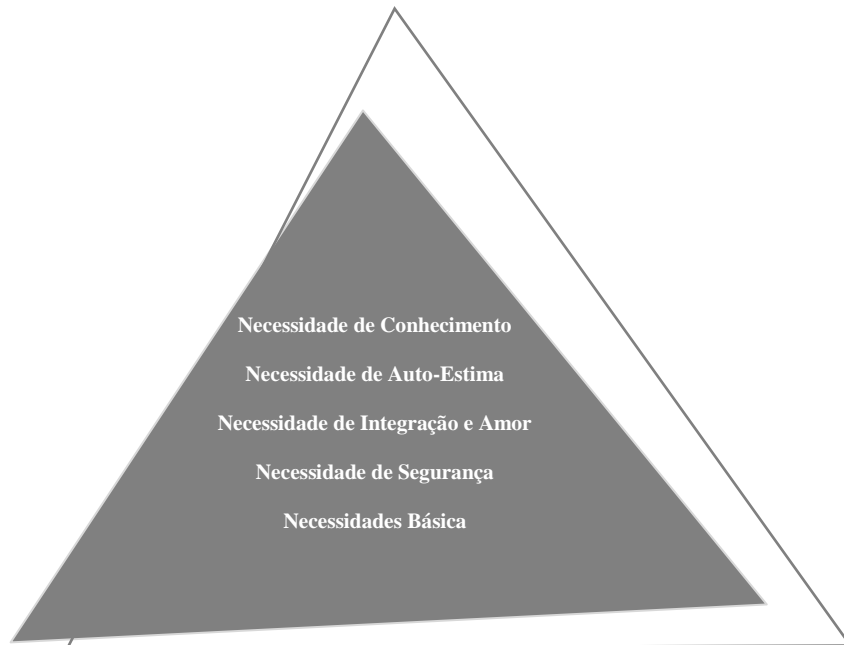 Necessidade de Conhecimento
Necessidade de Auto-Estima
Necessidade de Integração e Amor
Necessidade de Segurança
Necessidades Básica